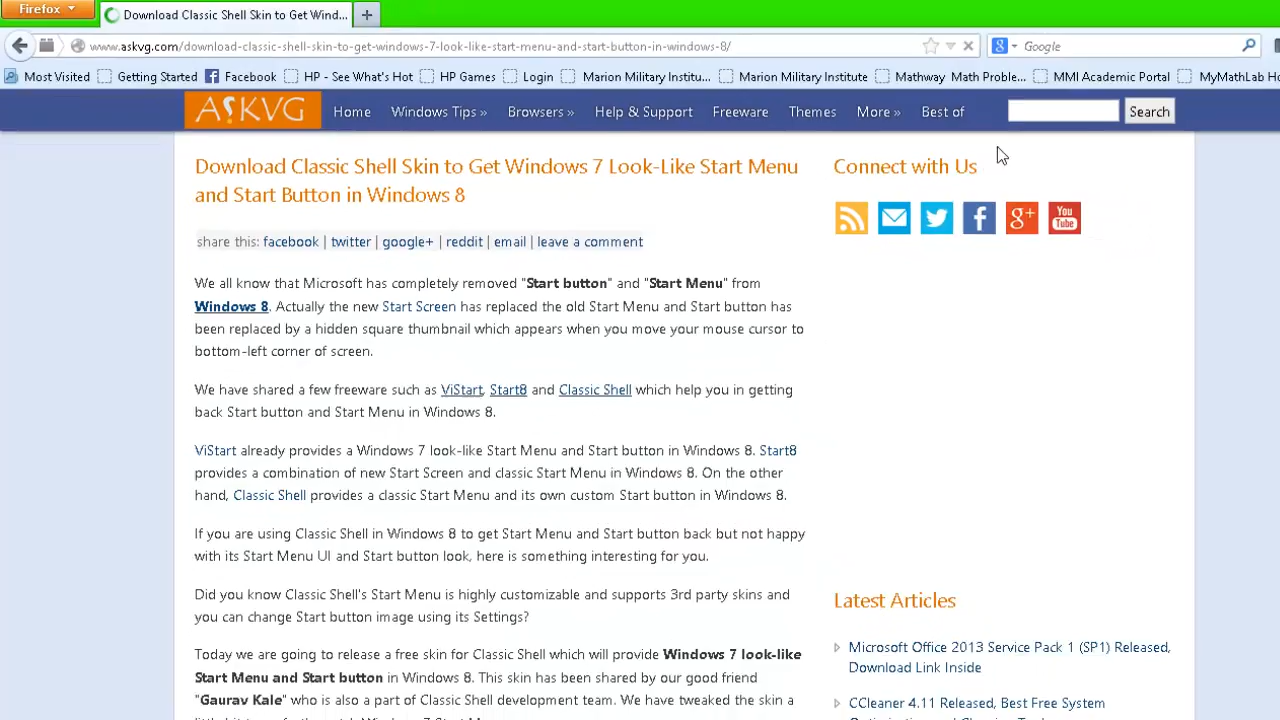 Firefox
Download Classic Shell Skin to Get Wind...
www.askvg.com/download-classic-shell-skin-to-get-windows-7-look-like-start-menu-and-start-button-in-windows-8/
Google
Most Visited Getting Started Facebook HP - See What's Hot HP Games Login Marion Military Institu... Marion Military Institute Mathway Math Proble... MMI Academic Portal MyMathLab Ho
ASKVG Home Windows Tips » Browsers » Help & Support Freeware Themes More » Best of Search
Download Classic Shell Skin to Get Windows 7 Look-Like Start Menu
and Start Button in Windows 8
share this: facebook | twitter | google+ | reddit | email | leave a comment
We all know that Microsoft has completely removed "Start button" and "Start Menu" from
Windows 8. Actually the new Start Screen has replaced the old Start Menu and Start button has
been replaced by a hidden square thumbnail which appears when you move your mouse cursor to
bottom-left corner of screen.
We have shared a few freeware such as ViStart, Start8 and Classic Shell which help you in getting
back Start button and Start Menu in Windows 8.
ViStart already provides a Windows 7 look-like Start Menu and Start button in Windows 8. Start8
provides a combination of new Start Screen and classic Start Menu in Windows 8. On the other
hand, Classic Shell provides a classic Start Menu and its own custom Start button in Windows 8.
If you are using Classic Shell in Windows 8 to get Start Menu and Start button back but not happy
with its Start Menu UI and Start button look, here is something interesting for you.
Did you know Classic Shell's Start Menu is highly customizable and supports 3rd party skins and
you can change Start button image using its Settings?
Today we are going to release a free skin for Classic Shell which will provide Windows 7 look-like
Start Menu and Start button in Windows 8. This skin has been shared by our good friend
"Gaurav Kale" who is also a part of Classic Shell development team. We have tweaked the skin a
Connect with Us
g+
You
Tube
Latest Articles
Microsoft Office 2013 Service Pack 1 (SP1) Released,
Download Link Inside
CCleaner 4.11 Released, Best Free System